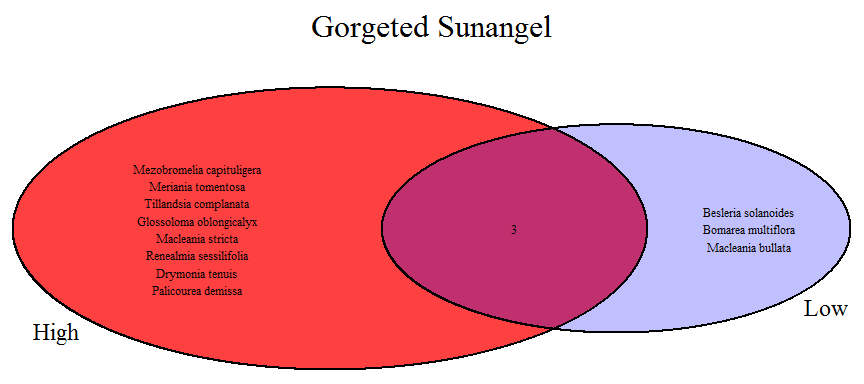 Gorgeted Sunangel
Mezobromelia capituligera
Meriania tomentosa
Tillandsia complanata
Glossoloma oblongicalyx
Macleania stricta
Renealmia sessilifolia
Drymonia tenuis
Palicourea demissa
3
Besleria solanoides
Bomarea multiflora
Macleania bullata
High
Low